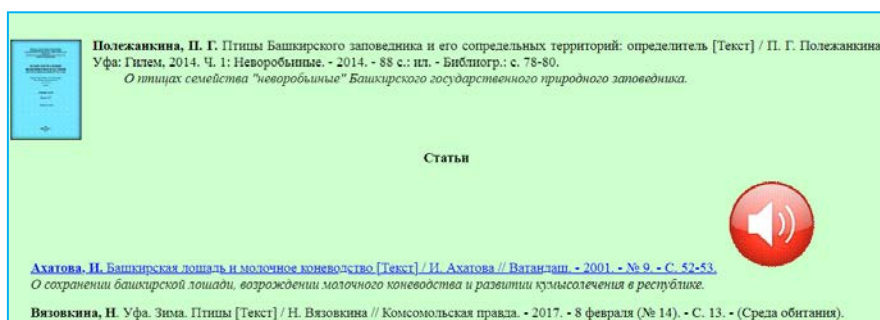 Полежанкина, П. Г. Птицы Башкирского заповедника и его сопредельных территорий: определитель [Текст] / П. Г. Полежанкина
Уфа: Гилем, 2014. Ч. 1: Неворобьиные. - 2014. - 88 с.: ил. - Библиогр.: с. 78-80.
О птицах семейства "неворобьиные" Башкирского государственного природного заповедника.
Статьи
Ахатова, И. Башкирская лошадь и молочное коневодство [Текст] / И. Ахатова // Ватандаш. - 2001. - № 9. - С. 52-53.
О сохранении башкирской лошади, возрождении молочного коневодства и развитии кумысолечения в республике.
Вязовкина, Н. Уфа. Зима. Птицы [Текст] / Н. Вязовкина // Комсомольская правда. - 2017. - 8 февраля (№ 14). - С. 13. - (Среда обитания).